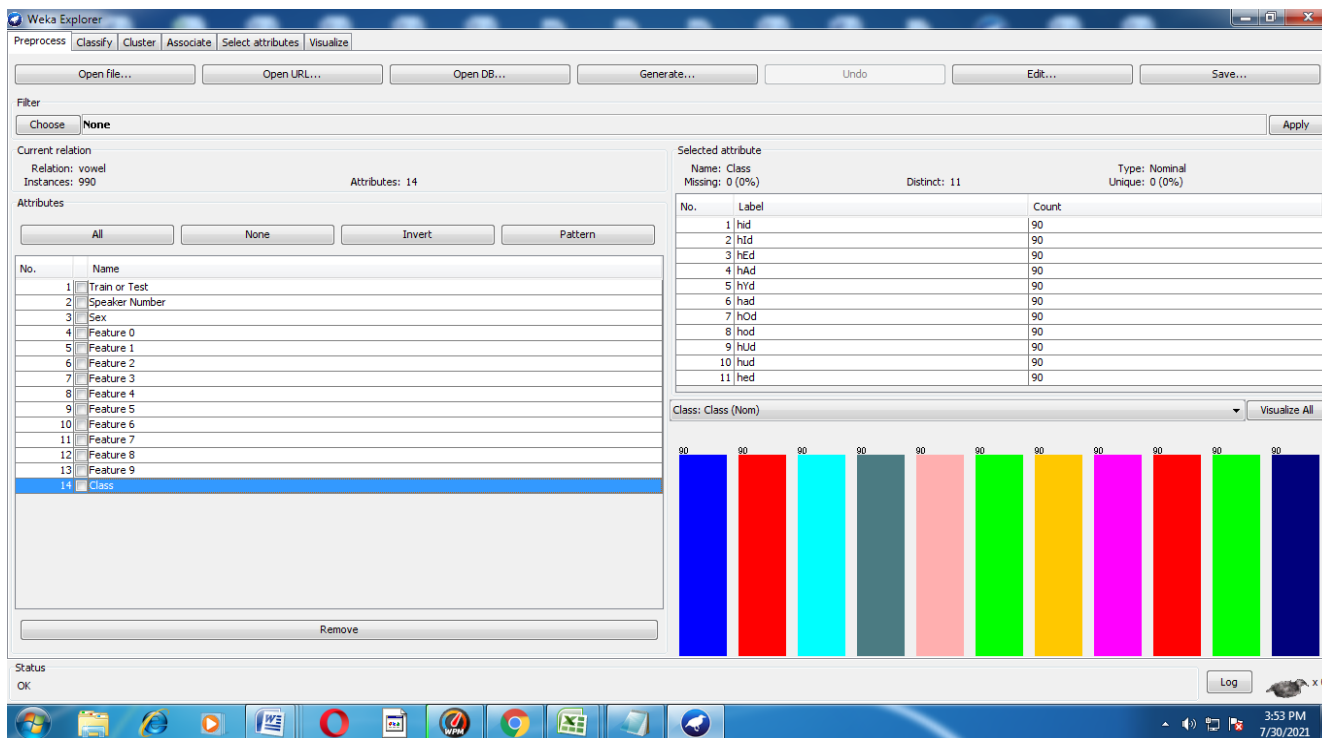 Weka Explorer
Preprocess Classify Cluster Associate Select attributes Visualize
Open file... Open URL... Open DB... Generate... Undo Edit... Save...
Filter
Choose None Apply
Current relation
Relation: vowel
Instances: 990 Attributes: 14
Attributes
All None Invert Pattern
No. Name
1 Train or Test
2 Speaker Number
3 Sex
4 Feature 0
5 Feature 1
6 Feature 2
7 Feature 3
8 Feature 4
9 Feature 5
10 Feature 6
11 Feature 7
12 Feature 8
13 Feature 9
14 Class
Remove
Selected attribute
Name: Class Type: Nominal
Missing: 0 (0%) Distinct: 11 Unique: 0 (0%)
No. Label Count
1 hid 90
2 hId 90
3 hEd 90
4 hAd 90
5 hYd 90
6 had 90
7 hOd 90
8 hod 90
9 hUd 90
10 hud 90
11 hed 90
Class: Class (Nom) Visualize All
90 90 90 90 90 90 90 90 90 90 90
Status
OK Log x
WPM
3:53 PM
7/30/2021